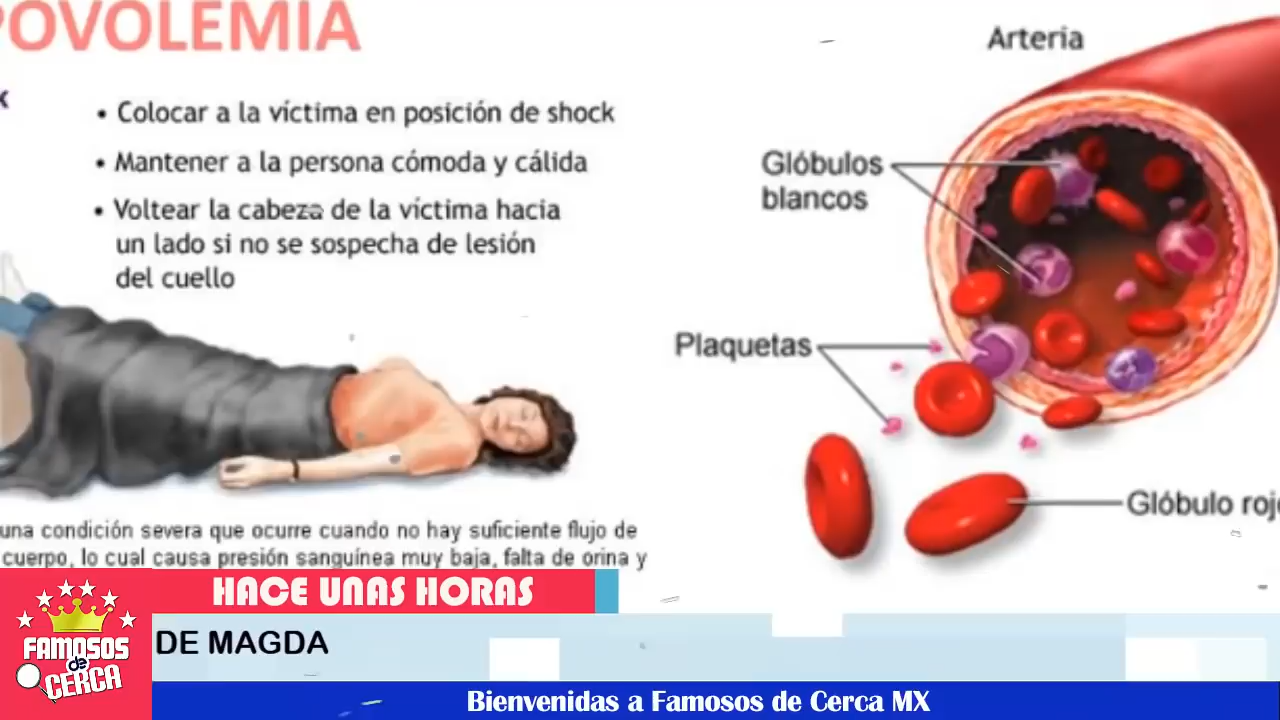 POVOLEMIA
x
• Colocar a la víctima en posición de shock
• Mantener a la persona cómoda y cálida
• Voltear la cabeza de la víctima hacia
un lado si no se sospecha de lesión
del cuello
una condición severa que ocurre cuando no hay suficiente flujo de
cuerpo, lo cual causa presión sanguínea muy baja, falta de orina y
Arteria
Glóbulos
blancos
Plaquetas
Glóbulo rojo
HACE UNAS HORAS
DE MAGDA
FAMOSOS
de
CERCA
Bienvenidas a Famosos de Cerca MX